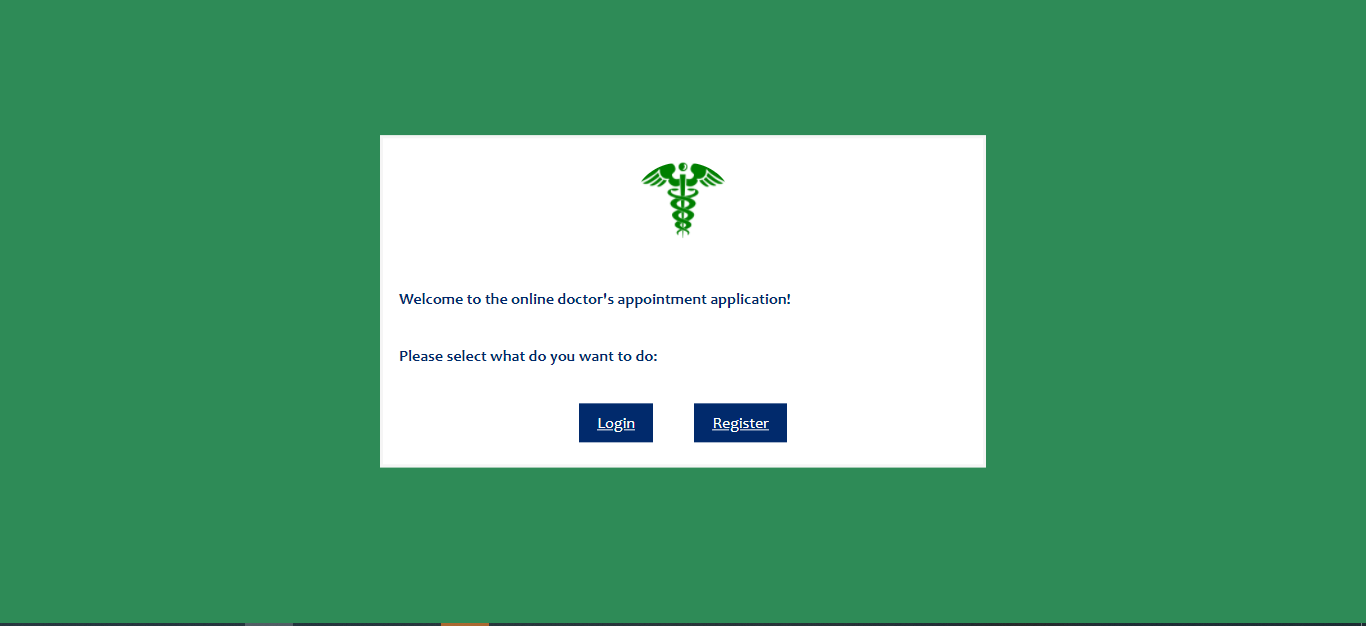 Welcome to the online doctor's appointment application!
Please select what do you want to do:
Login Register